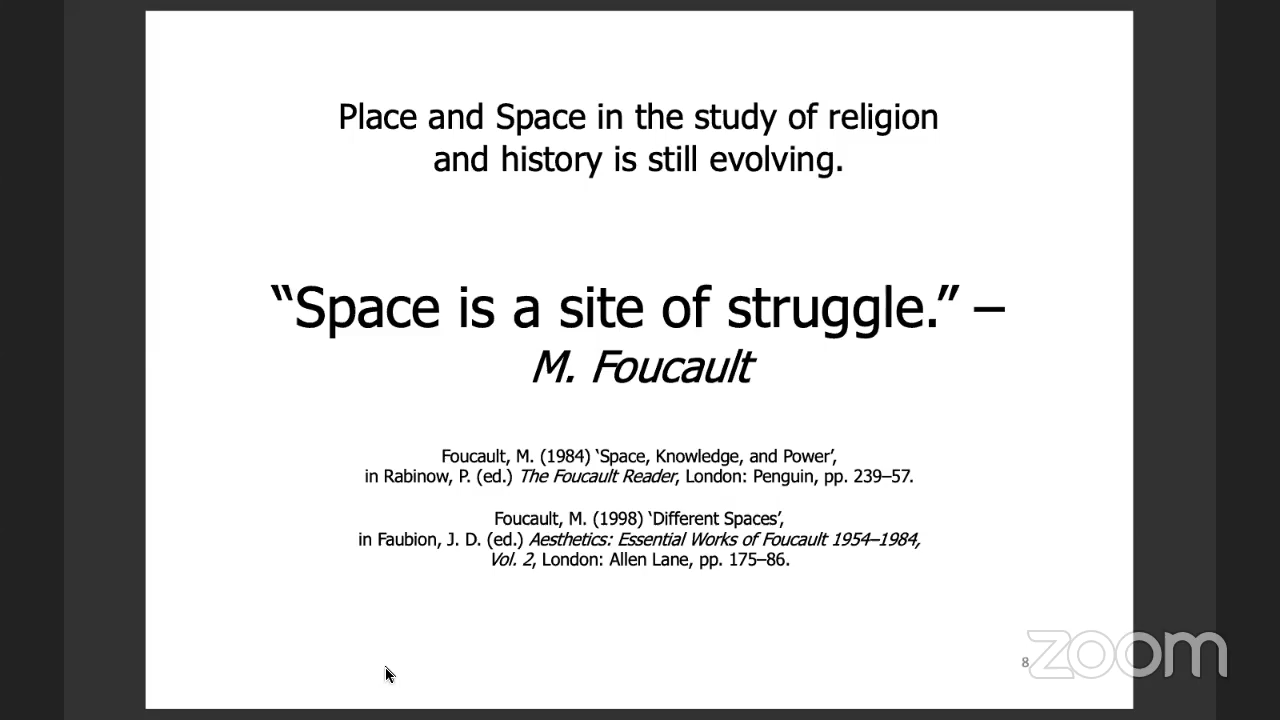 Place and Space in the study of religion
and history is still evolving.
“Space is a site of struggle.” –
M. Foucault
Foucault, M. (1984) ‘Space, Knowledge, and Power’,
in Rabinow, P. (ed.) The Foucault Reader, London: Penguin, pp. 239–57.
Foucault, M. (1998) ‘Different Spaces’,
in Faubion, J. D. (ed.) Aesthetics: Essential Works of Foucault 1954–1984,
Vol. 2, London: Allen Lane, pp. 175–86.
8
zoom